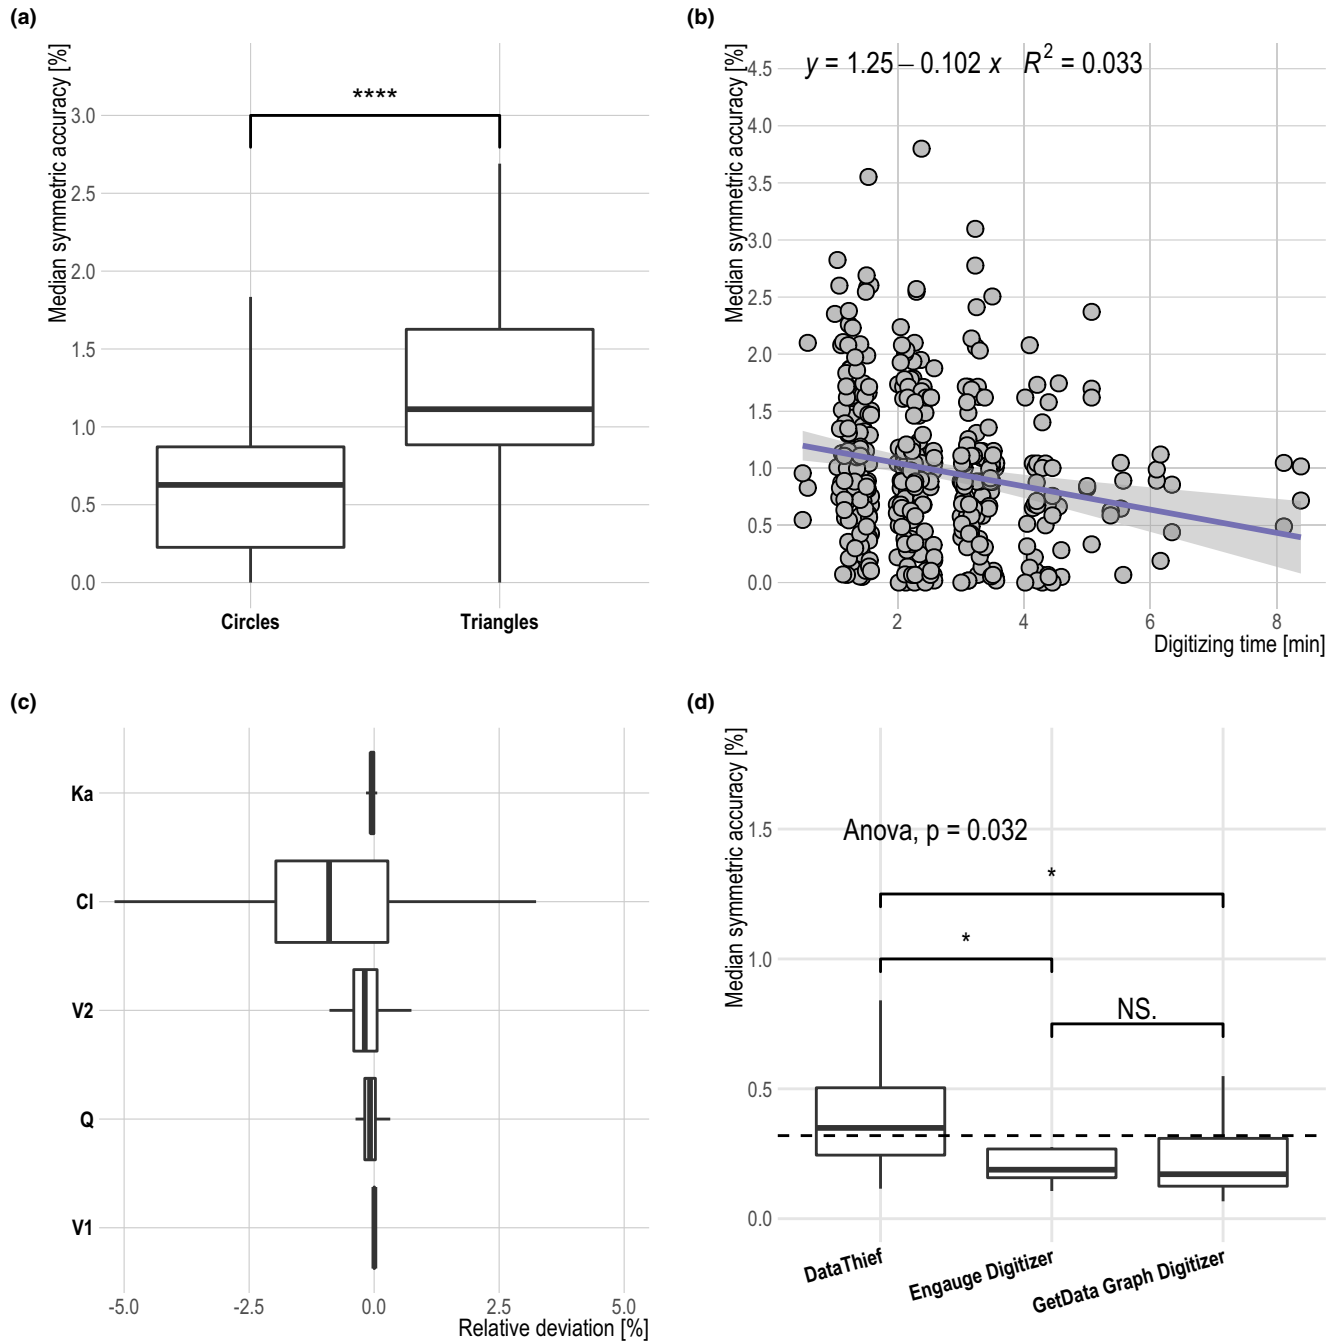 (a)
Median symmetric accuracy [%]
****
3.0
2.5
2.0
1.5
1.0
0.5
0.0
Circles Triangles
(b)
Median symmetric accuracy [%]
y = 1.25 – 0.102 x R² = 0.033
4.5
4.0
3.5
3.0
2.5
2.0
1.5
1.0
0.5
0.0
2 4 6 8
Digitizing time [min]
(c)
Ka
Cl
V2
Q
V1
-5.0 -2.5 0.0 2.5 5.0
Relative deviation [%]
(d)
Median symmetric accuracy [%]
Anova, p = 0.032
*
*
NS.
1.5
1.0
0.5
0.0
DataThief
Engauge Digitizer
GetData Graph Digitizer